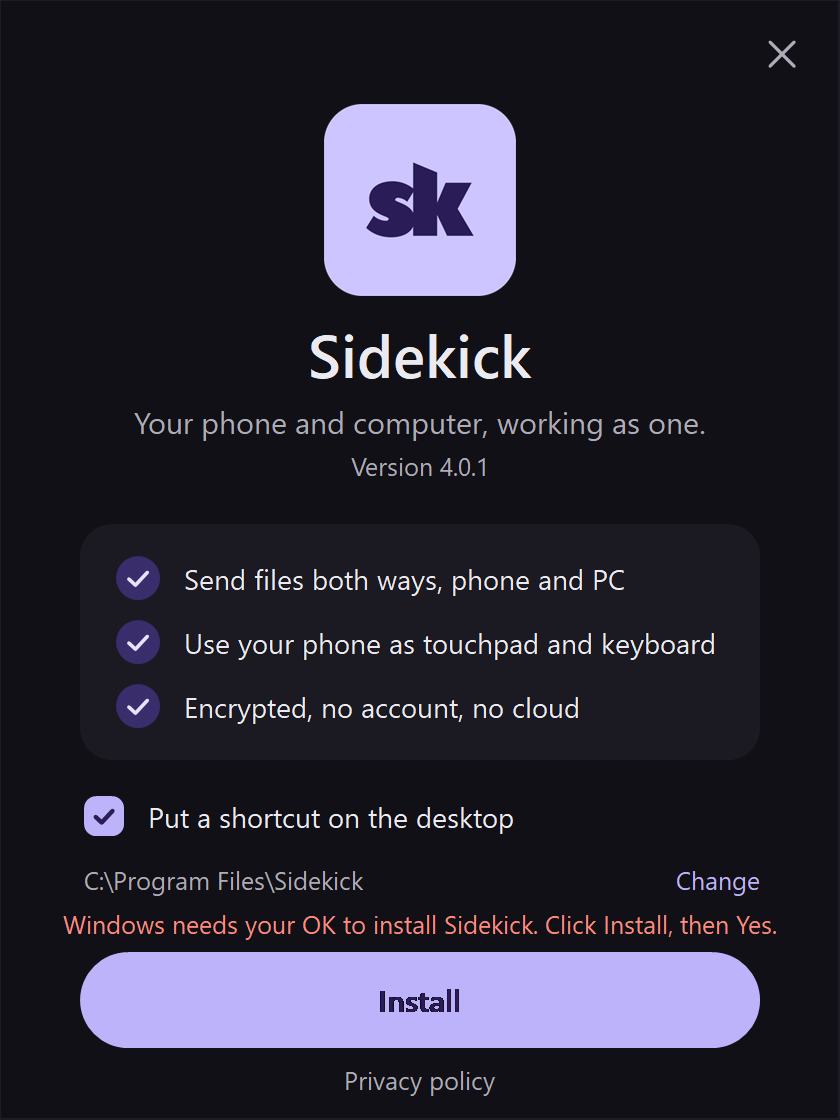 sk
Sidekick
Your phone and computer, working as one.
Version 4.0.1
Send files both ways, phone and PC
Use your phone as touchpad and keyboard
Encrypted, no account, no cloud
Put a shortcut on the desktop
C:\Program Files\Sidekick Change
Windows needs your OK to install Sidekick. Click Install, then Yes.
Install
Privacy policy